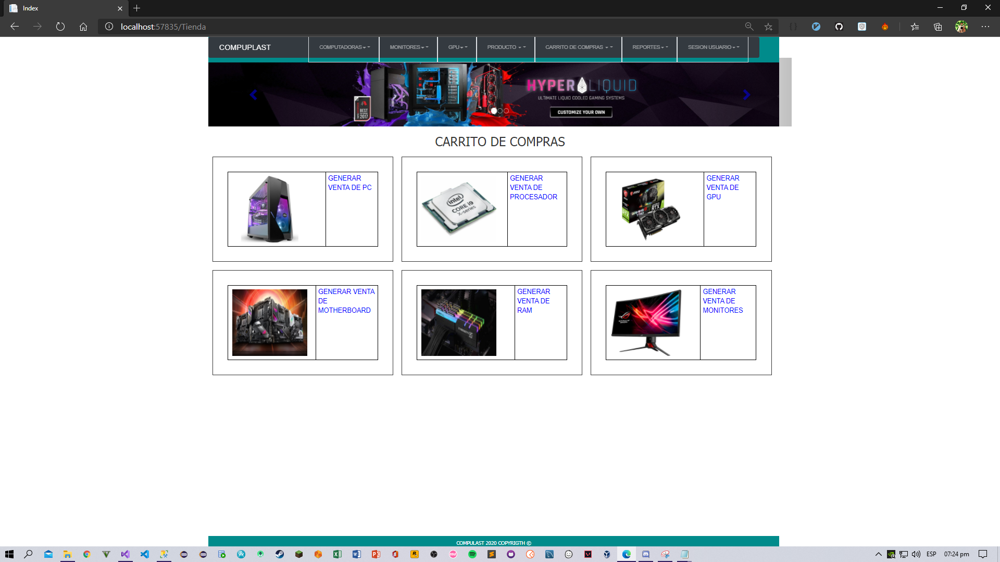 Index
localhost:57835/Tienda
COMPUPLAST
COMPUTADORAS
MONITORES
GPU
PRODUCTO
CARRITO DE COMPRAS
REPORTES
SESION USUARIO
BEST
2017
HYPER LIQUID
ULTIMATE LIQUID COOLED GAMING SYSTEMS
CUSTOMIZE YOUR OWN
CARRITO DE COMPRAS
GENERAR
VENTA DE PC
intel
CORE i9
X-series
GENERAR
VENTA DE
PROCESADOR
msi
RTX
GENERAR
VENTA DE
GPU
GENERAR VENTA
DE
MOTHERBOARD
GENERAR
VENTA DE
RAM
GENERAR
VENTA DE
MONITORES
COMPULAST 2020 COPYRIGTH ©
ESP
07:24 pm